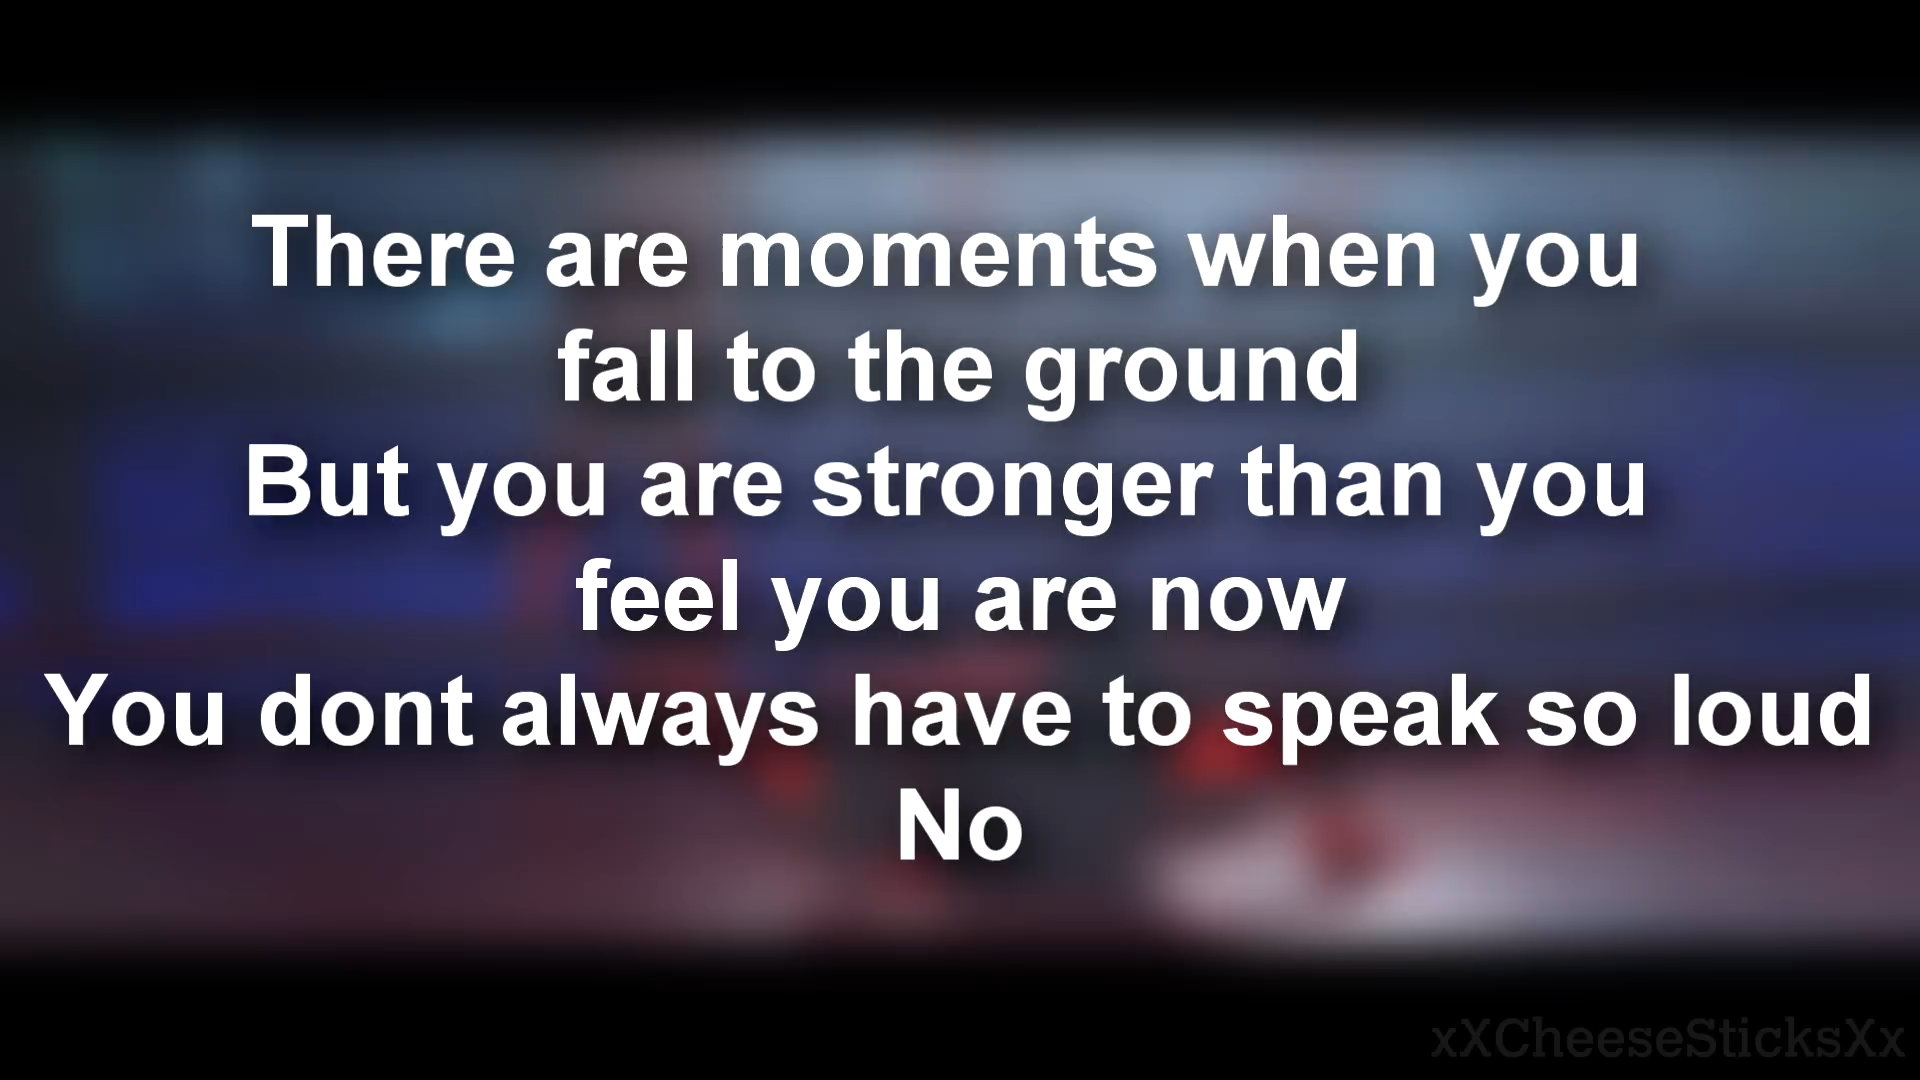 There are moments when you
fall to the ground
But you are stronger than you
feel you are now
You dont always have to speak so loud
No
xXCheeseSticksXx